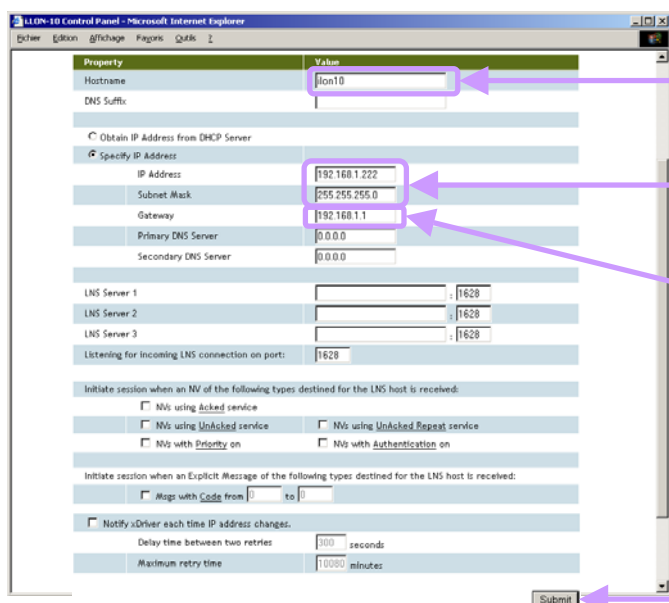 i.LON-10 Control Panel - Microsoft Internet Explorer
Fichier Edition Affichage Favoris Outils ?
Property Value
Hostname ilon10
DNS Suffix
Obtain IP Address from DHCP Server
Specify IP Address
IP Address 192.168.1.222
Subnet Mask 255.255.255.0
Gateway 192.168.1.1
Primary DNS Server 0.0.0.0
Secondary DNS Server 0.0.0.0
LNS Server 1 : 1628
LNS Server 2 : 1628
LNS Server 3 : 1628
Listening for incoming LNS connection on port: 1628
Initiate session when an NV of the following types destined for the LNS host is received:
NVs using Acked service
NVs using UnAcked service NVs using UnAcked Repeat service
NVs with Priority on NVs with Authentication on
Initiate session when an Explicit Message of the following types destined for the LNS host is received:
Msgs with Code from 0 to 0
Notify xDriver each time IP address changes.
Delay time between two retries 300 seconds
Maximum retry time 10080 minutes
Submit